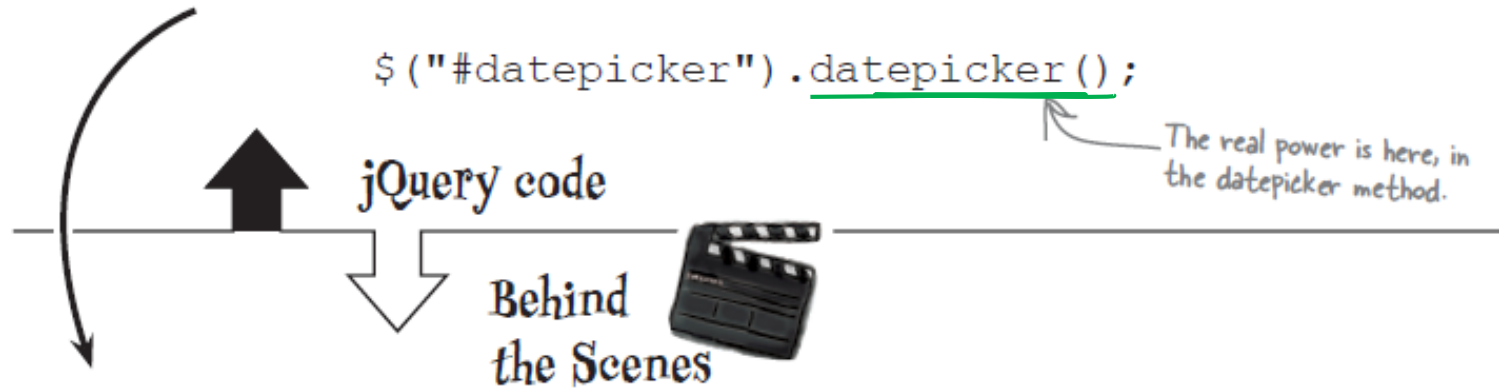 $("#datepicker").datepicker();
The real power is here, in
the datepicker method.
jQuery code
Behind
the Scenes